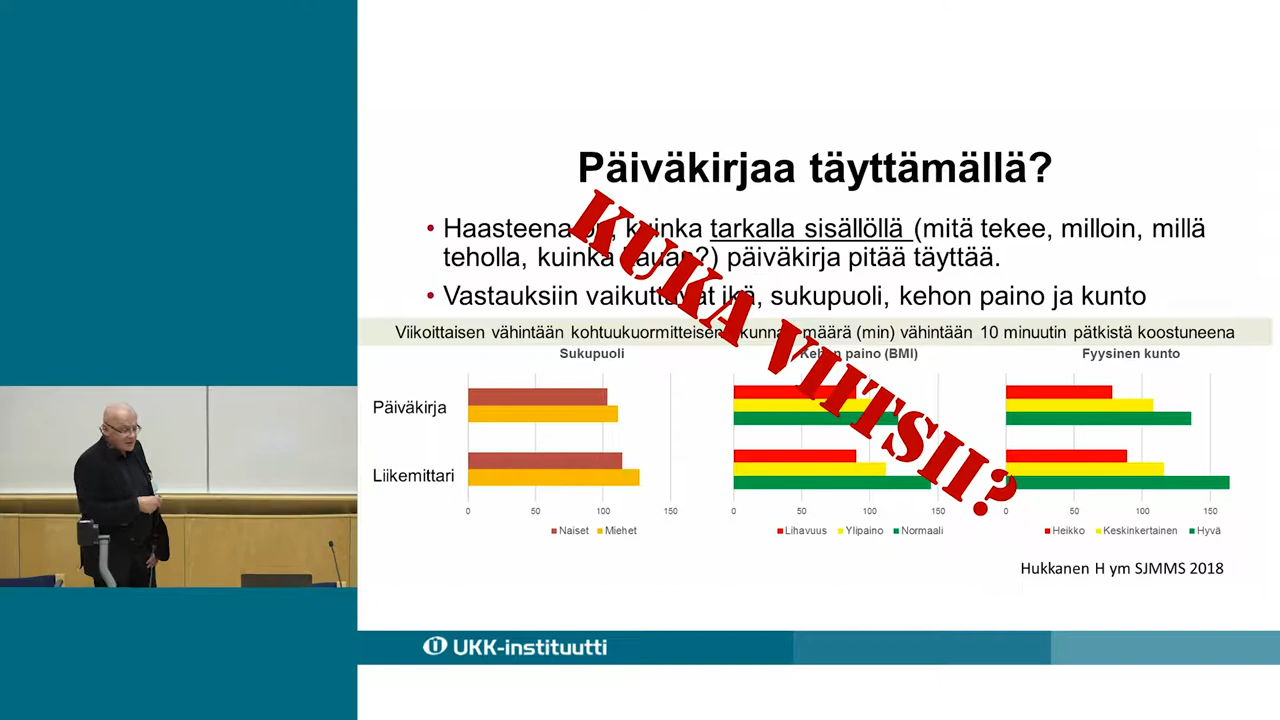 Päiväkirjaa täyttämällä?
• Haasteena on, kuinka tarkalla sisällöllä (mitä tekee, milloin, millä
teholla, kuinka kauan?) päiväkirja pitää täyttää.
• Vastauksiin vaikuttavat ikä, sukupuoli, kehon paino ja kunto
KUKA VIITSII?
Viikoittaisen vähintään kohtuukuormitteisen liikunnan määrä (min) vähintään 10 minuutin pätkistä koostuneena
Sukupuoli
Kehon paino (BMI)
Fyysinen kunto
Päiväkirja
Liikemittari
0 50 100 150
0 50 100 150
0 50 100 150
Naiset Miehet
Lihavuus Ylipaino Normaali
Heikko Keskinkertainen Hyvä
Hukkanen H ym SJMMS 2018
UKK-instituutti